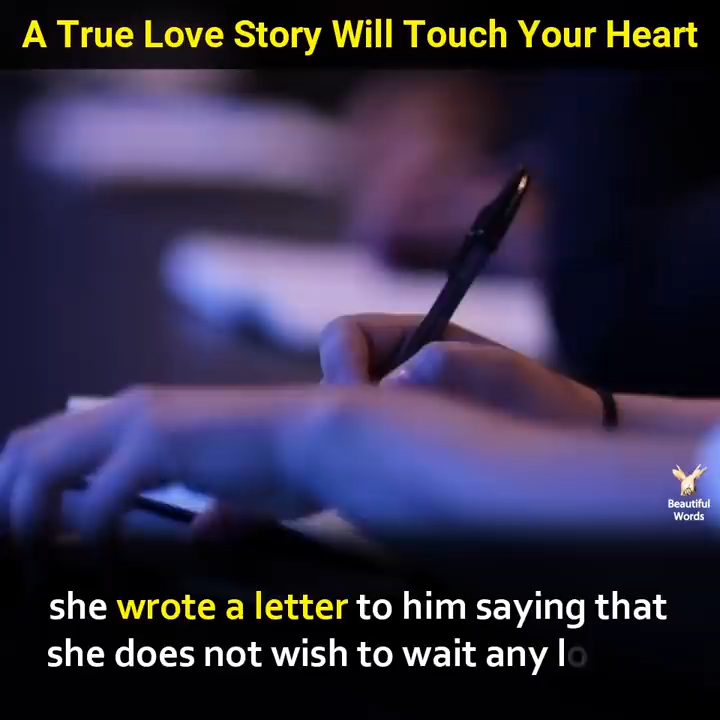 A True Love Story Will Touch Your Heart
Beautiful
Words
she wrote a letter to him saying that
she does not wish to wait any lo